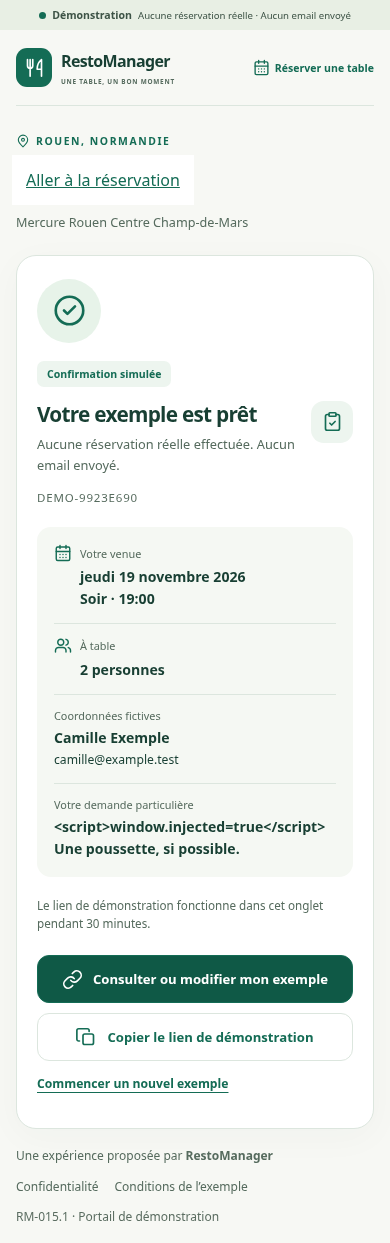 Démonstration Aucune réservation réelle · Aucun email envoyé
RestoManager
UNE TABLE, UN BON MOMENT
Réserver une table
ROUEN, NORMANDIE
Aller à la réservation
Mercure Rouen Centre Champ-de-Mars
Confirmation simulée
Votre exemple est prêt
Aucune réservation réelle effectuée. Aucun
email envoyé.
DEMO-9923E690
Votre venue
jeudi 19 novembre 2026
Soir · 19:00
À table
2 personnes
Coordonnées fictives
Camille Exemple
camille@example.test
Votre demande particulière
<script>window.injected=true</script>
Une poussette, si possible.
Le lien de démonstration fonctionne dans cet onglet
pendant 30 minutes.
Consulter ou modifier mon exemple
Copier le lien de démonstration
Commencer un nouvel exemple
Une expérience proposée par RestoManager
Confidentialité Conditions de l’exemple
RM-015.1 · Portail de démonstration